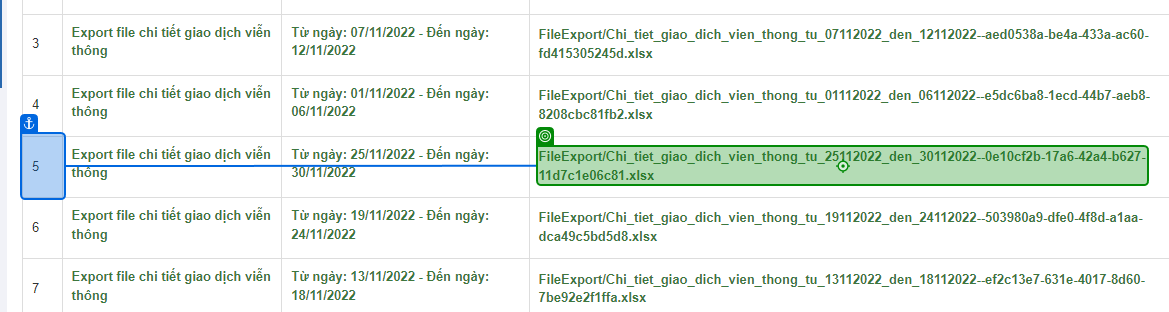 3
Export file chi tiết giao dịch viễn
thông
Từ ngày: 07/11/2022 - Đến ngày:
12/11/2022
FileExport/Chi_tiet_giao_dich_vien_thong_tu_07112022_den_12112022--aed0538a-be4a-433a-ac60-
fd415305245d.xlsx
4
Export file chi tiết giao dịch viễn
thông
Từ ngày: 01/11/2022 - Đến ngày:
06/11/2022
FileExport/Chi_tiet_giao_dich_vien_thong_tu_01112022_den_06112022--e5dc6ba8-1ecd-44b7-aeb8-
8208cbc81fb2.xlsx
5
Export file chi tiết giao dịch viễn
thông
Từ ngày: 25/11/2022 - Đến ngày:
30/11/2022
FileExport/Chi_tiet_giao_dich_vien_thong_tu_25112022_den_30112022--0e10cf2b-17a6-42a4-b627-
11d7c1e06c81.xlsx
6
Export file chi tiết giao dịch viễn
thông
Từ ngày: 19/11/2022 - Đến ngày:
24/11/2022
FileExport/Chi_tiet_giao_dich_vien_thong_tu_19112022_den_24112022--503980a9-dfe0-4f8d-a1aa-
dca49c5bd5d8.xlsx
7
Export file chi tiết giao dịch viễn
thông
Từ ngày: 13/11/2022 - Đến ngày:
18/11/2022
FileExport/Chi_tiet_giao_dich_vien_thong_tu_13112022_den_18112022--ef2c13e7-631e-4017-8d60-
7be92e2f1ffa.xlsx